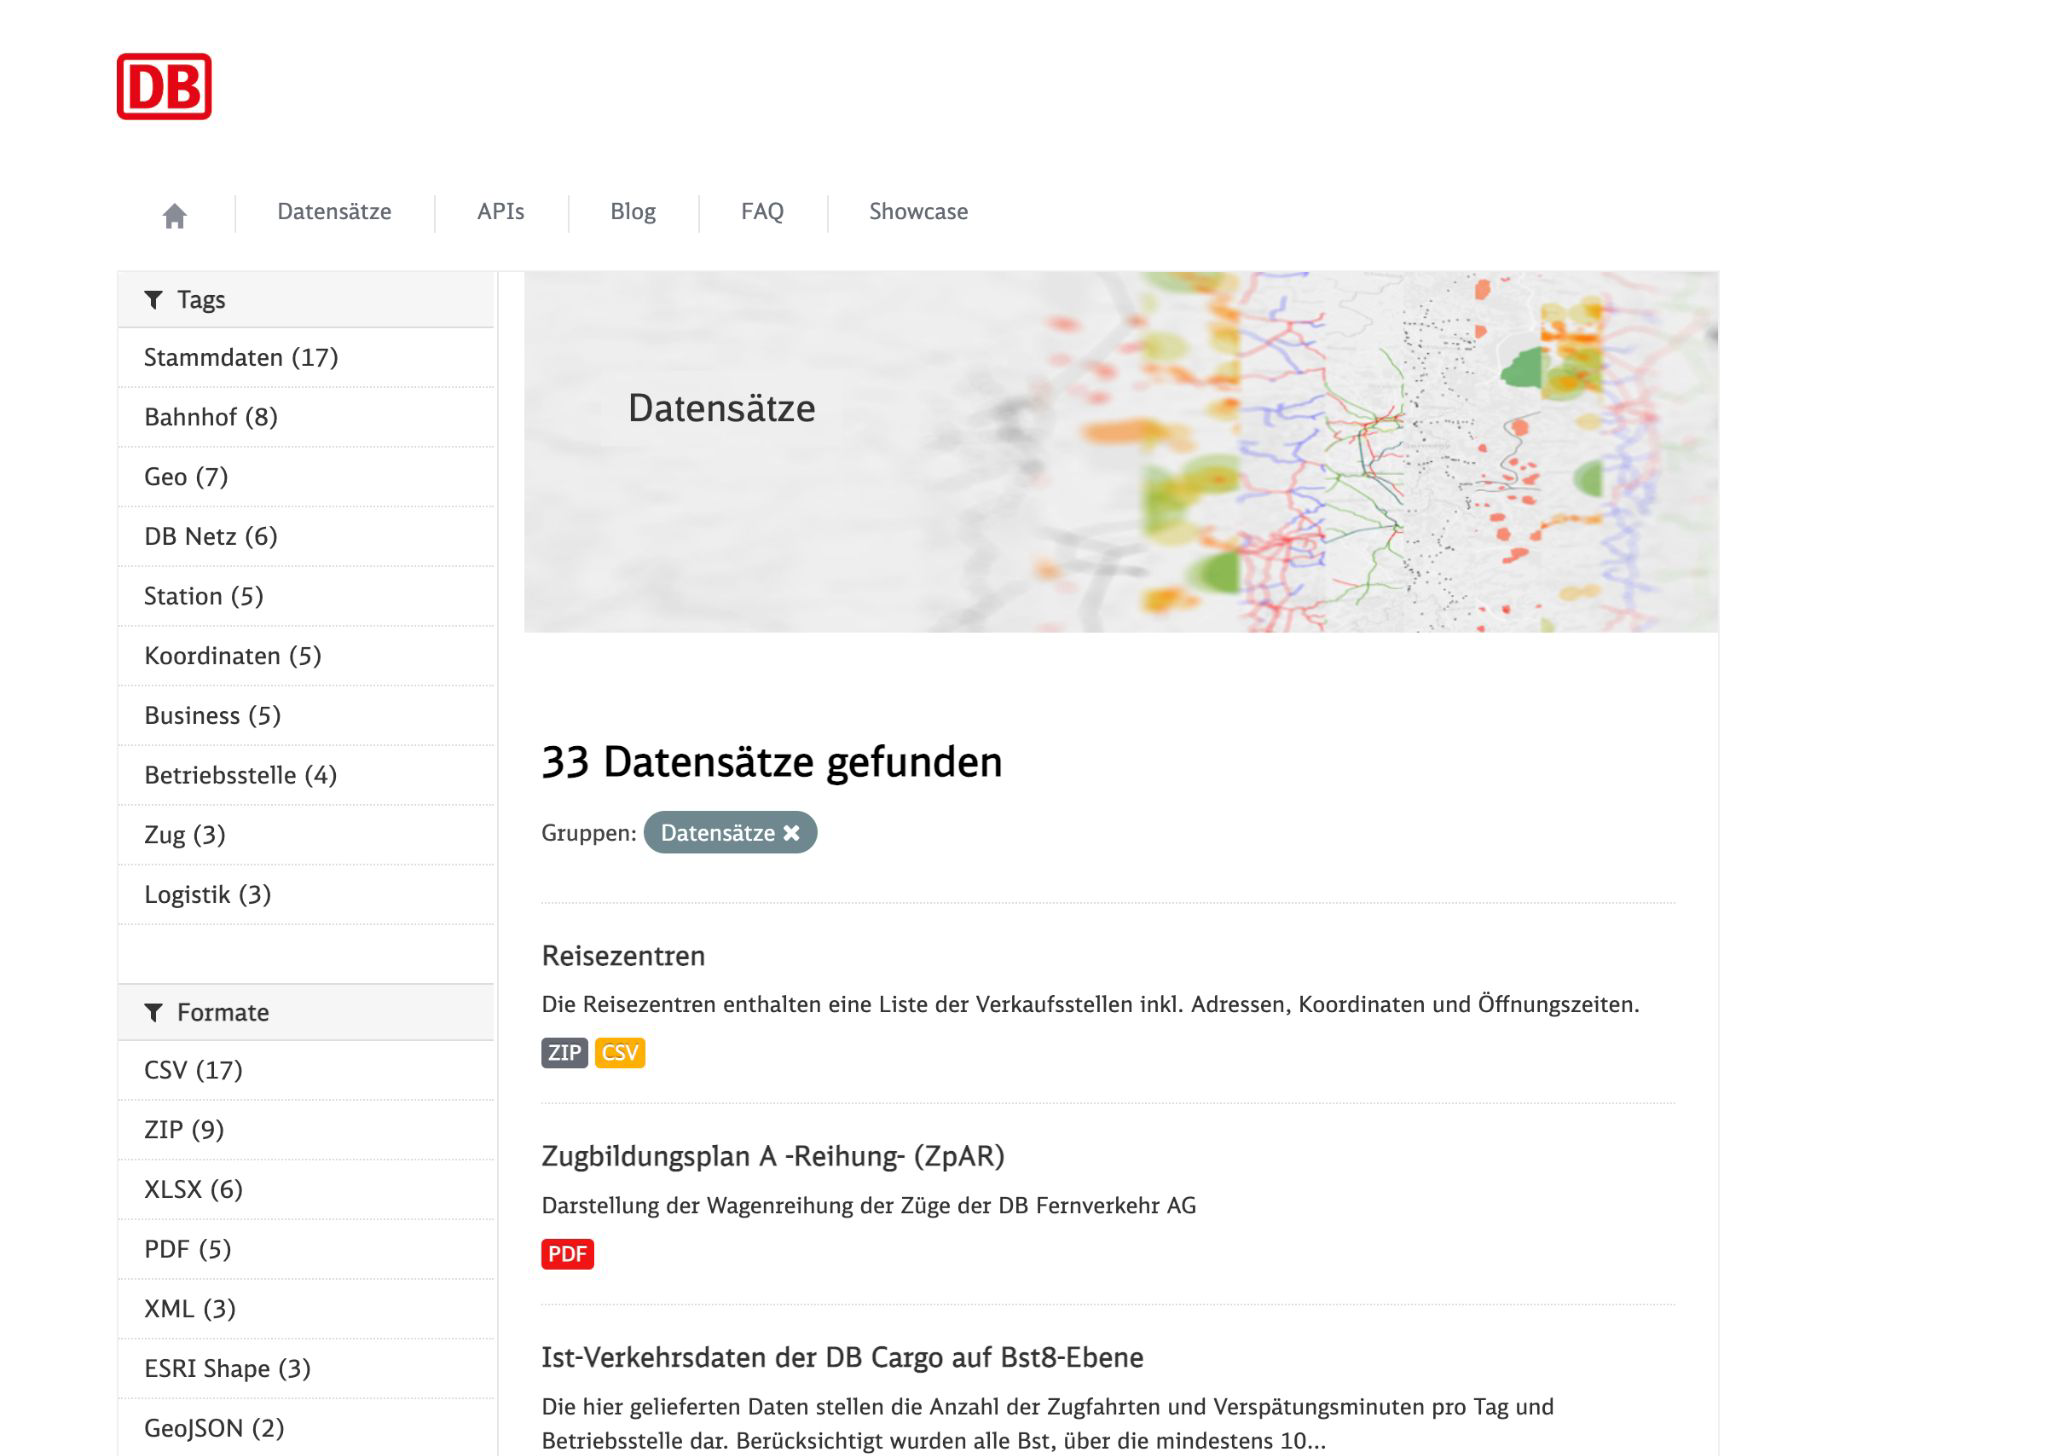 DB
Datensätze
APIs
Blog
FAQ
Showcase
Tags
Stammdaten (17)
Bahnhof (8)
Geo (7)
DB Netz (6)
Station (5)
Koordinaten (5)
Business (5)
Betriebsstelle (4)
Zug (3)
Logistik (3)
Formate
CSV (17)
ZIP (9)
XLSX (6)
PDF (5)
XML (3)
ESRI Shape (3)
GeoJSON (2)
Datensätze
33 Datensätze gefunden
Gruppen: Datensätze
Reisezentren
Die Reisezentren enthalten eine Liste der Verkaufsstellen inkl. Adressen, Koordinaten und Öffnungszeiten.
ZIP CSV
Zugbildungsplan A -Reihung- (ZpAR)
Darstellung der Wagenreihung der Züge der DB Fernverkehr AG
PDF
Ist-Verkehrsdaten der DB Cargo auf Bst8-Ebene
Die hier gelieferten Daten stellen die Anzahl der Zugfahrten und Verspätungsminuten pro Tag und
Betriebsstelle dar. Berücksichtigt wurden alle Bst, über die mindestens 10...